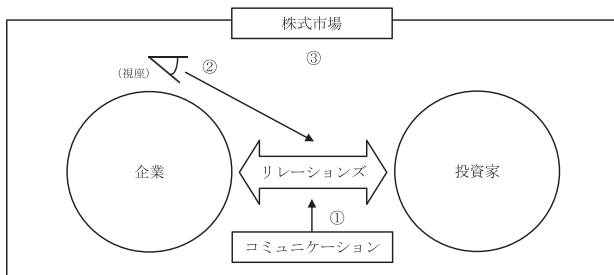 株式市場
③
(視座)
②
企業
リレーションズ
投資家
①
コミュニケーション